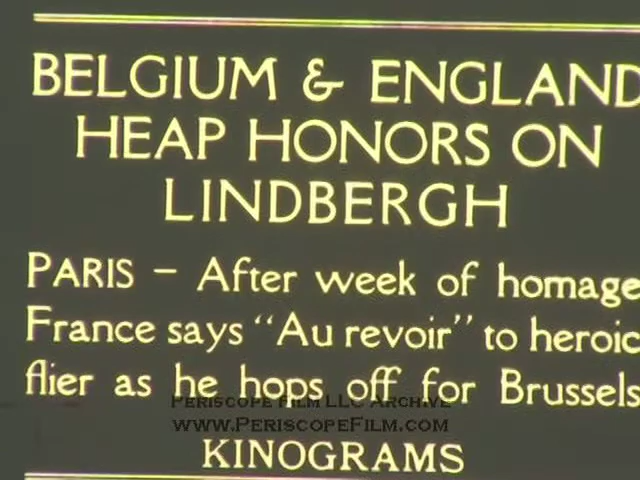 BELGIUM & ENGLAND
HEAP HONORS ON
LINDBERGH
PARIS – After week of homage
France says “Au revoir” to heroic
flier as he hops off for Brussels
PERISCOPE FILM LLC ARCHIVE
WWW.PERISCOPEFILM.COM
KINOGRAMS